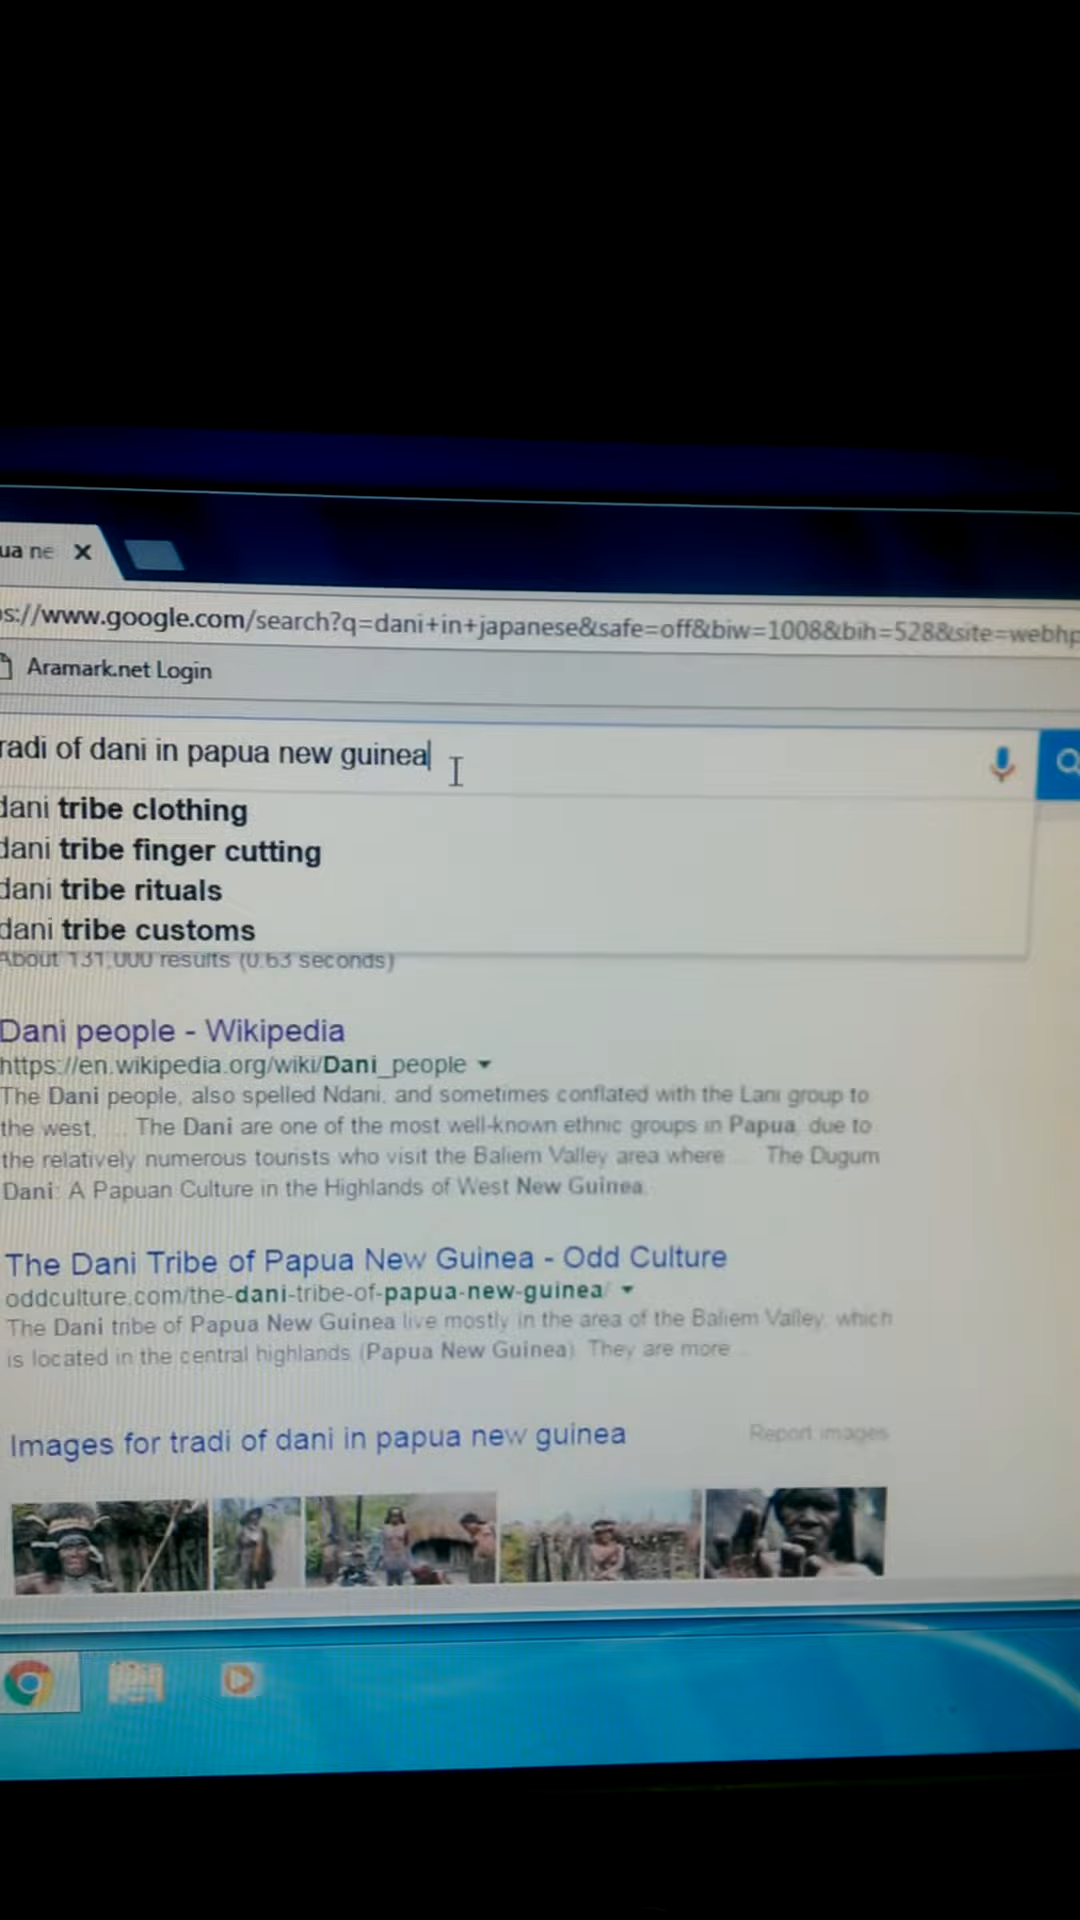 ua ne
s://www.google.com/search?q=dani+in+japanese&safe=off&biw=1008&bih=528&site=webhp
Aramark.net Login
radi of dani in papua new guinea
dani tribe clothing
dani tribe finger cutting
dani tribe rituals
dani tribe customs
About 131,000 results (0.63 seconds)
Dani people - Wikipedia
https://en.wikipedia.org/wiki/Dani_people
The Dani people, also spelled Ndani, and sometimes conflated with the Lani group to
the west. ... The Dani are one of the most well-known ethnic groups in Papua, due to
the relatively numerous tourists who visit the Baliem Valley area where ... The Dugum
Dani: A Papuan Culture in the Highlands of West New Guinea.
The Dani Tribe of Papua New Guinea - Odd Culture
oddculture.com/the-dani-tribe-of-papua-new-guinea/
The Dani tribe of Papua New Guinea live mostly in the area of the Baliem Valley, which
is located in the central highlands (Papua New Guinea). They are more ...
Images for tradi of dani in papua new guinea
Report images